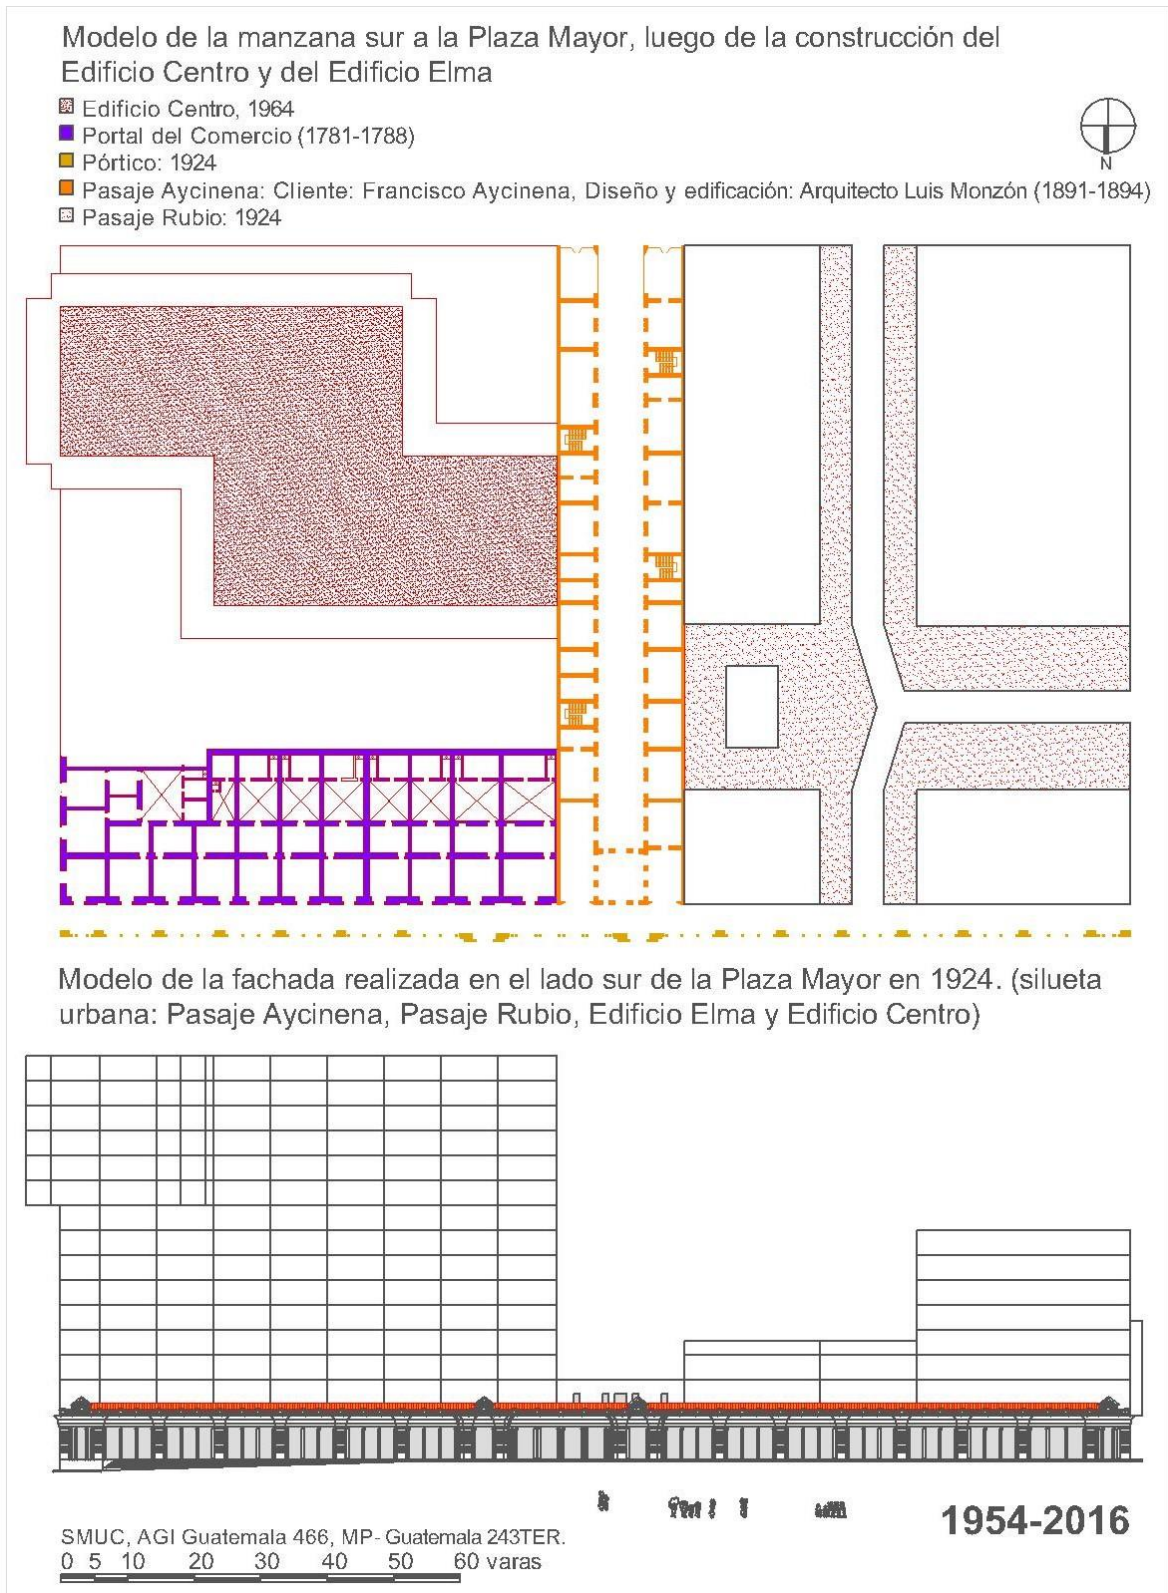 Modelo de la manzana sur a la Plaza Mayor, luego de la construcción del
Edificio Centro y del Edificio Elma
Edificio Centro, 1964
Portal del Comercio (1781-1788)
Pórtico: 1924
Pasaje Aycinena: Cliente: Francisco Aycinena, Diseño y edificación: Arquitecto Luis Monzón (1891-1894)
Pasaje Rubio: 1924
N
Modelo de la fachada realizada en el lado sur de la Plaza Mayor en 1924. (silueta
urbana: Pasaje Aycinena, Pasaje Rubio, Edificio Elma y Edificio Centro)
1954-2016
SMUC, AGI Guatemala 466, MP- Guatemala 243TER.
0 5 10 20 30 40 50 60 varas